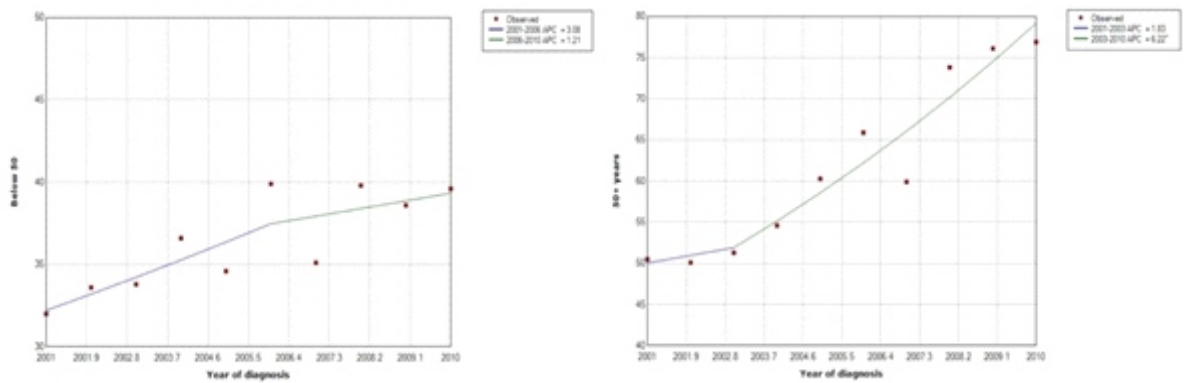 50
45
40
35
30
Below 50
2001 2001.9 2002.8 2003.7 2004.6 2005.5 2006.4 2007.3 2008.2 2009.1 2010
Year of diagnosis
Observed
2001-2006 APC = 3.08
2006-2010 APC = 1.21
80
75
70
65
60
55
50
45
40
50+ years
2001 2001.9 2002.8 2003.7 2004.6 2005.5 2006.4 2007.3 2008.2 2009.1 2010
Year of diagnosis
Observed
2001-2003 APC = 1.83
2003-2010 APC = 6.22*